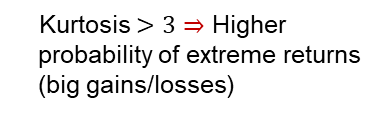 Kurtosis > 3 ⇒ Higher
probability of extreme returns
(big gains/losses)